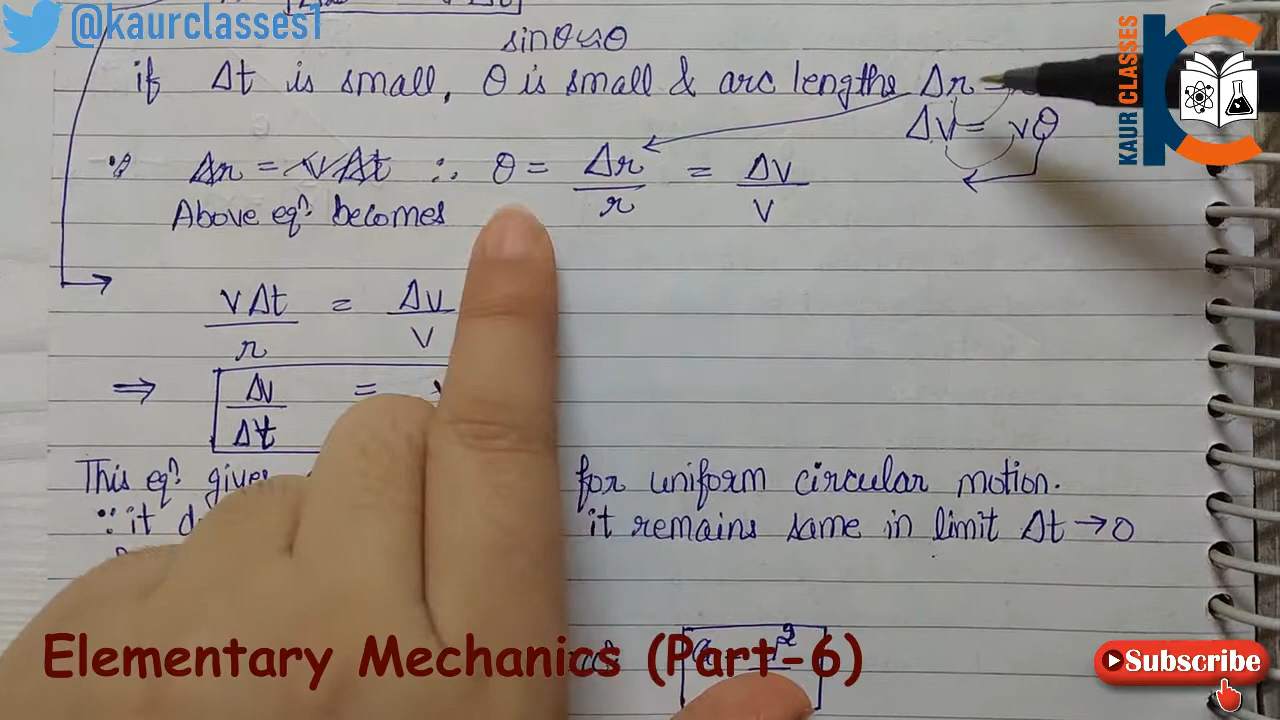 @kaurclasses1
sinθ≈θ
if Δt is small, θ is small & arc lengths Δr =
Δv = vθ
∵ Δr = vΔt ∴ θ = Δr/r = Δv/v
Above eqⁿ becomes
vΔt/r = Δv/v
⇒ Δv/Δt =
This eqⁿ gives for uniform circular motion.
∵ it it remains same in limit Δt → 0
KAUR CLASSES
Elementary Mechanics (Part-6)
Subscribe